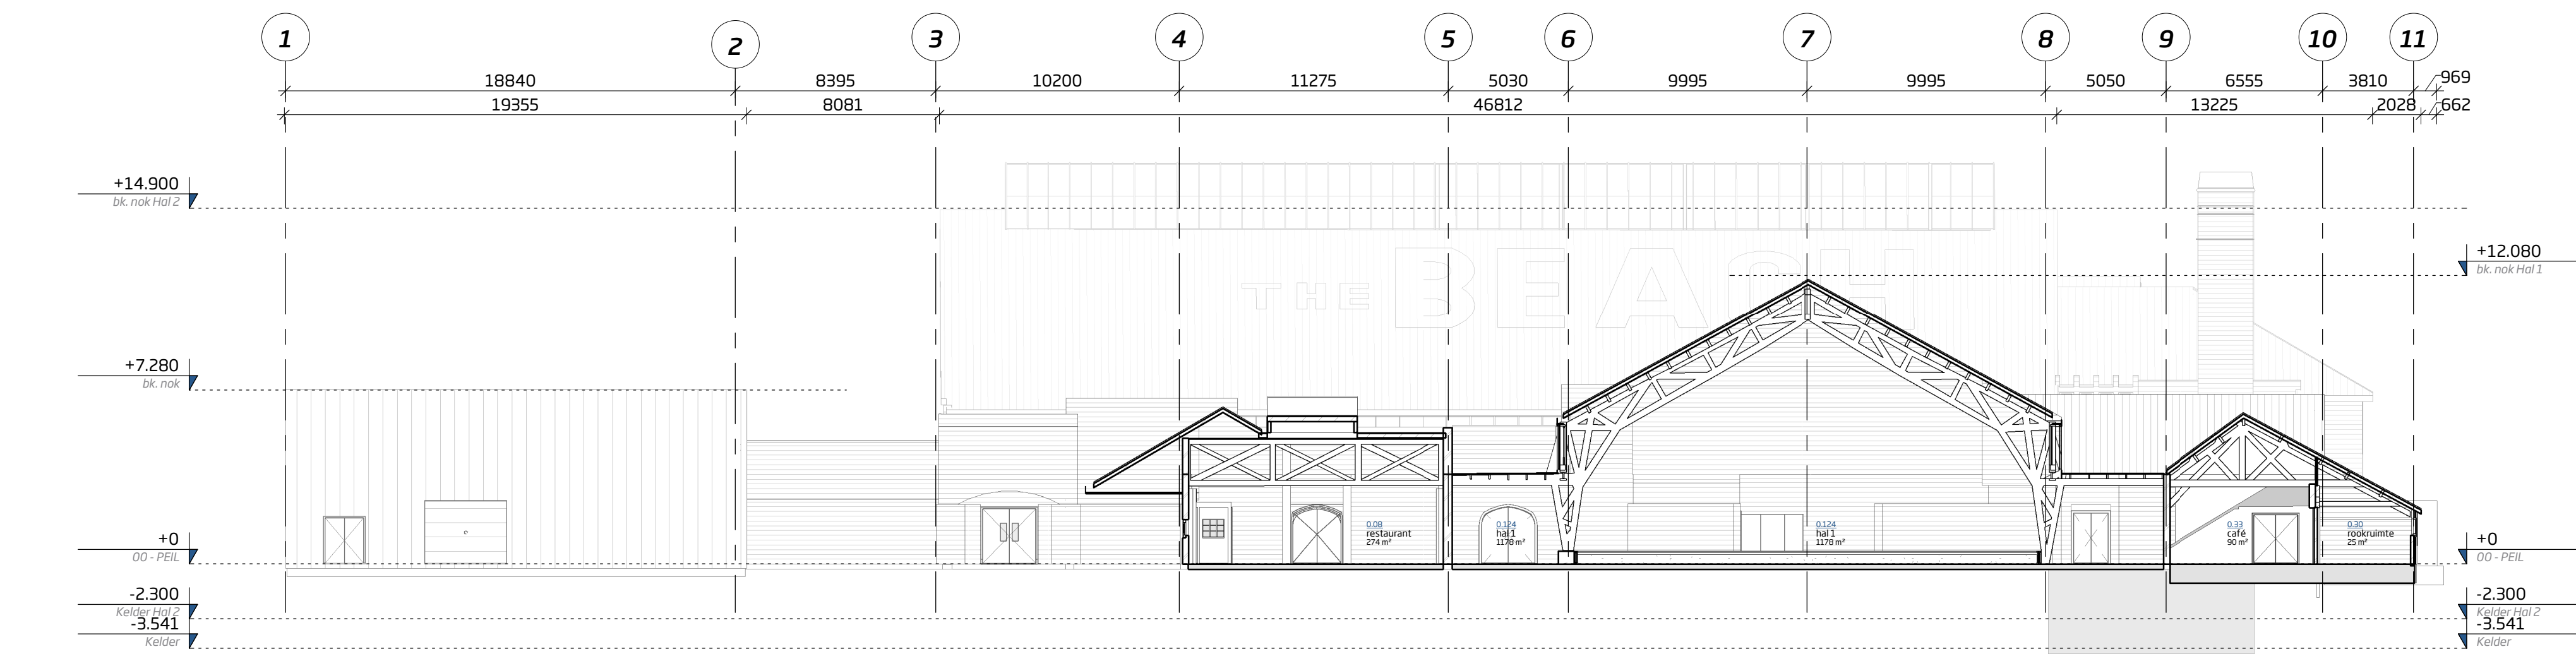 1 2 3 4 5 6 7 8 9 10 11
18840 8395 10200 11275 5030 9995 9995 5050 6555 3810 969
19355 8081 46812 13225 2028 662
+14.900
bk. nok Hal 2
+12.080
bk. nok Hal 1
THE BEACH
+7.280
bk. nok
0.08
restaurant
274 m²
0.124
hal 1
1178 m²
0.124
hal 1
1178 m²
0.33
café
90 m²
0.30
rookruimte
25 m²
+0
00 - PEIL
+0
00 - PEIL
-2.300
Kelder Hal 2
-3.541
Kelder
-2.300
Kelder Hal 2
-3.541
Kelder